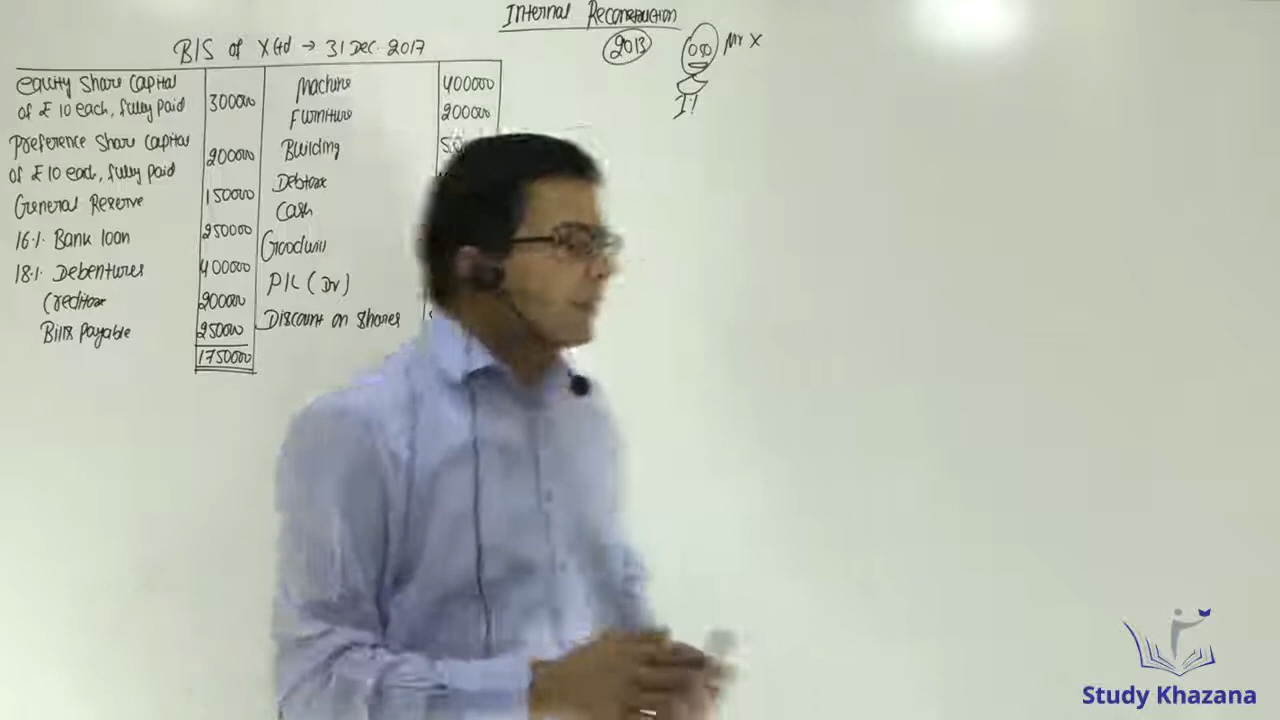 Internal Reconstruction
2013
Mr X
B/S of X Ltd → 31 Dec. 2017
Equity Share Capital
of ₹ 10 each, fully paid
300000
Machine
400000
Furniture
200000
Preference Share Capital
of ₹ 10 each, fully paid
200000
Building
Debtors
General Reserve
150000
Cash
16% Bank loan
250000
Goodwill
18% Debentures
400000
P/L (Dr)
Creditors
200000
Discount on Shares
Bills Payable
250000
1750000
Study Khazana